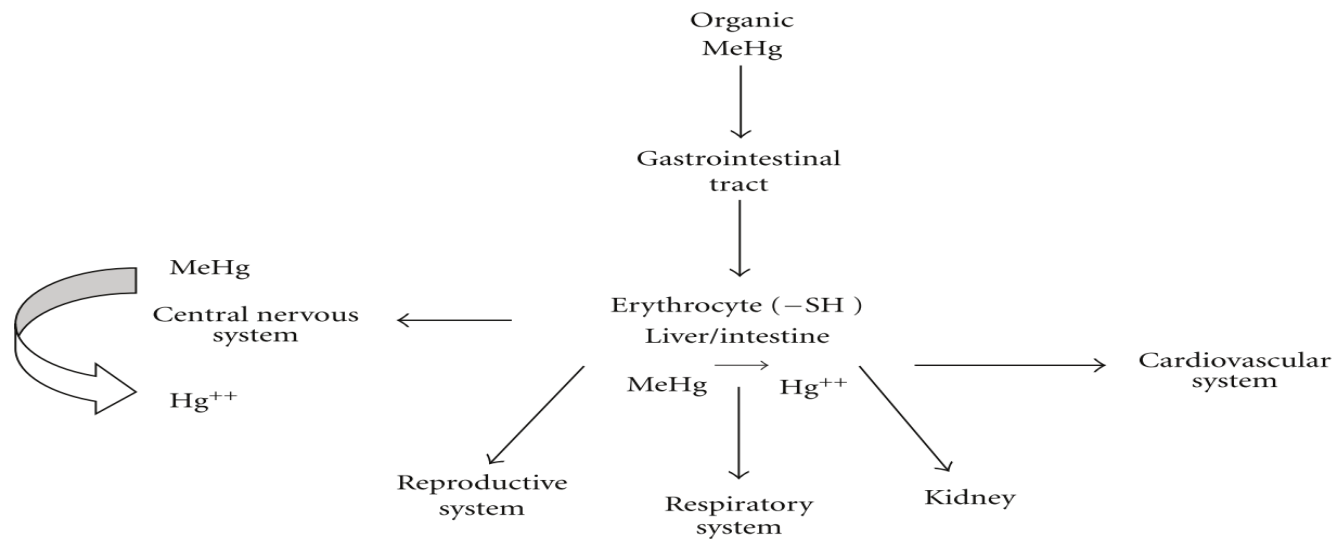 Organic
MeHg
Gastrointestinal
tract
MeHg
Central nervous
system
Hg⁺⁺
Erythrocyte (−SH )
Liver/intestine
MeHg
Hg⁺⁺
Cardiovascular
system
Reproductive
system
Respiratory
system
Kidney